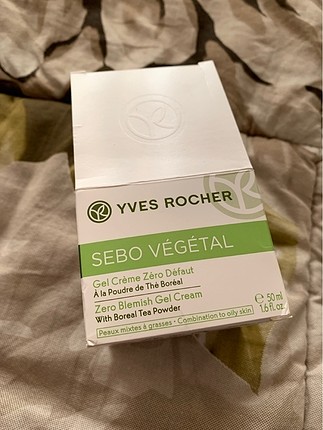 YVES ROCHER
SEBO VÉGÉTAL
Gel Crème Zéro Défaut
À la Poudre de Thé Boréal
Zero Blemish Gel Cream
With Boreal Tea Powder
℮ 50 ml
1.6 fl.oz
Peaux mixtes à grasses • Combination to oily skin